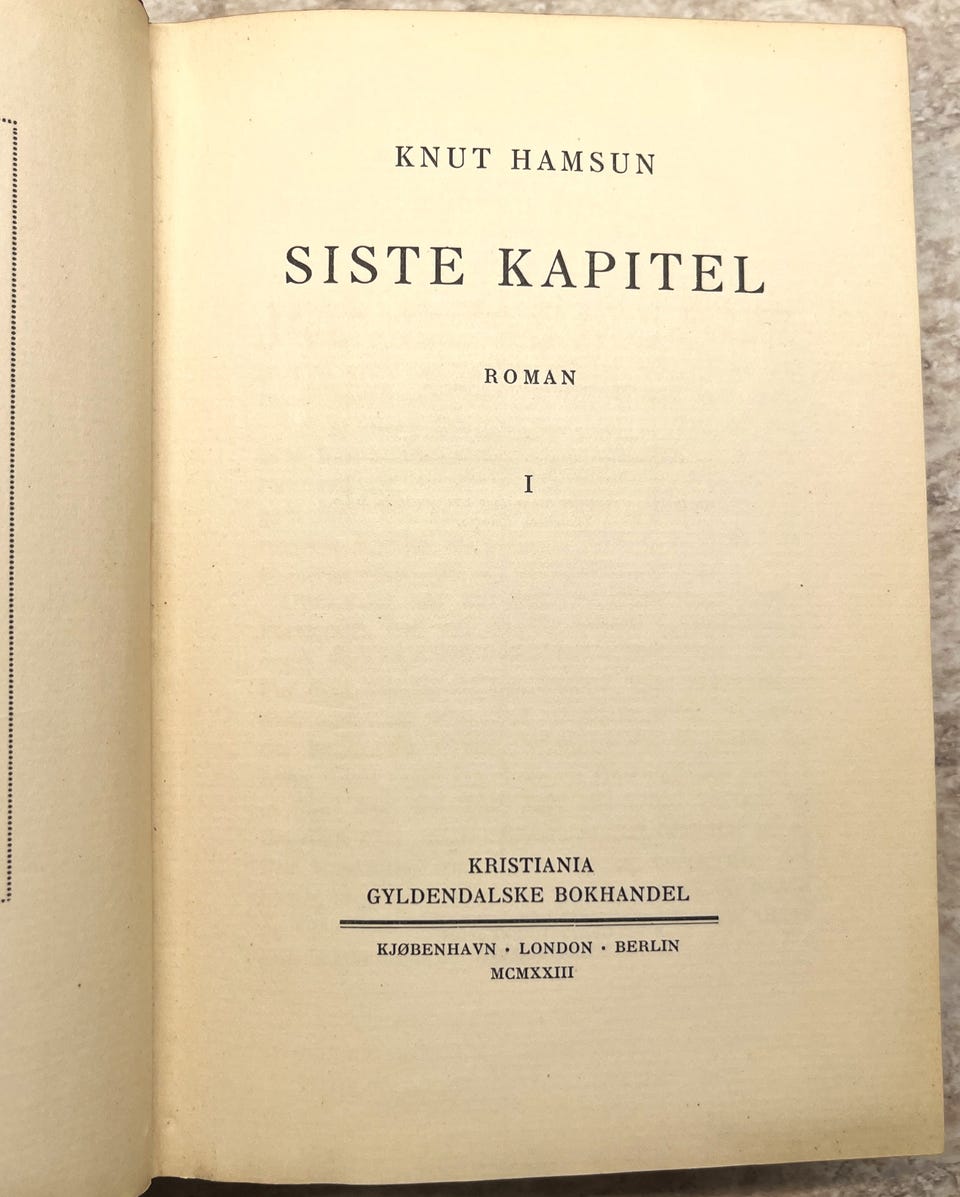 KNUT HAMSUN
SISTE KAPITEL
ROMAN
I
KRISTIANIA
GYLDENDALSKE BOKHANDEL
KJØBENHAVN · LONDON · BERLIN
MCMXXIII